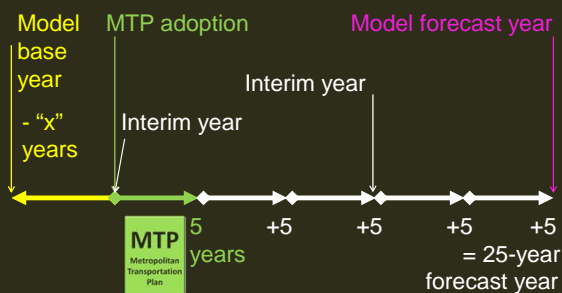 Model
base
year
- “x”
years
MTP adoption
Interim year
Interim year
Model forecast year
MTP
Metropolitan
Transportation
Plan
5
years
+5
+5
+5
+5
= 25-year
forecast year